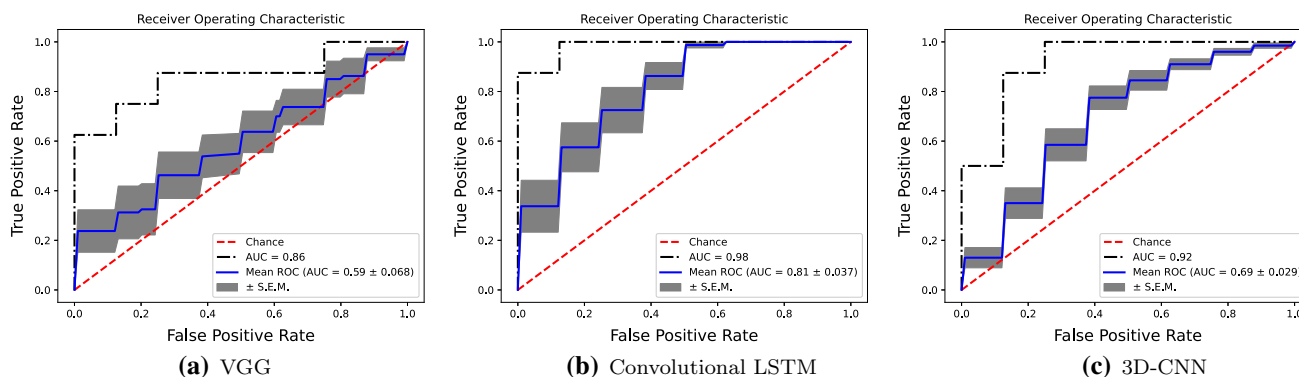 Receiver Operating Characteristic
1.0
0.8
0.6
0.4
0.2
0.0
True Positive Rate
Chance
AUC = 0.86
Mean ROC (AUC = 0.59 ± 0.068)
± S.E.M.
0.0 0.2 0.4 0.6 0.8 1.0
False Positive Rate
(a) VGG
Receiver Operating Characteristic
1.0
0.8
0.6
0.4
0.2
0.0
True Positive Rate
Chance
AUC = 0.98
Mean ROC (AUC = 0.81 ± 0.037)
± S.E.M.
0.0 0.2 0.4 0.6 0.8 1.0
False Positive Rate
(b) Convolutional LSTM
Receiver Operating Characteristic
1.0
0.8
0.6
0.4
0.2
0.0
True Positive Rate
Chance
AUC = 0.92
Mean ROC (AUC = 0.69 ± 0.029)
± S.E.M.
0.0 0.2 0.4 0.6 0.8 1.0
False Positive Rate
(c) 3D-CNN